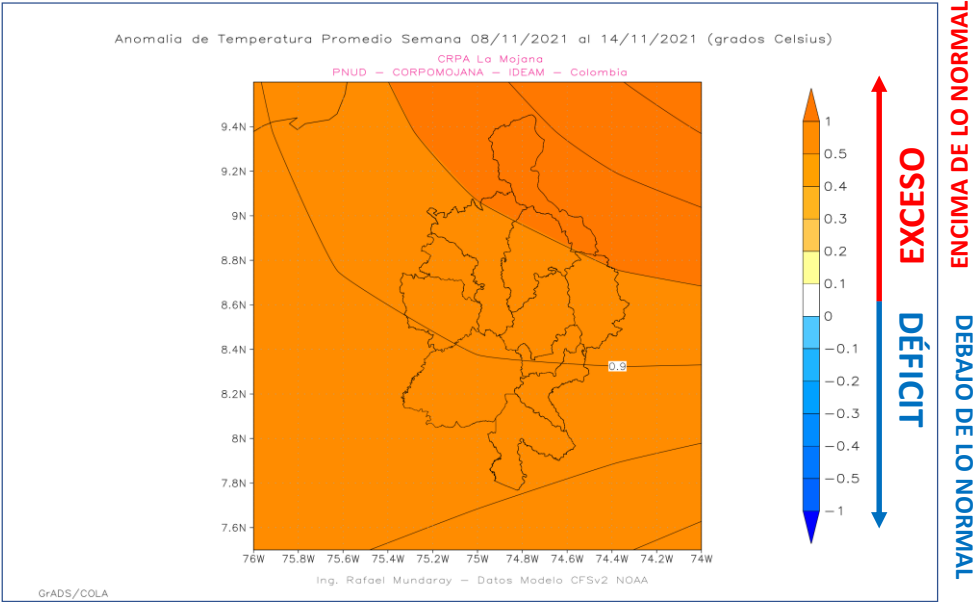 Anomalia de Temperatura Promedio Semana 08/11/2021 al 14/11/2021 (grados Celsius)
CRPA La Mojana
PNUD – CORPOMOJANA – IDEAM – Colombia
9.4N
9.2N
9N
8.8N
8.6N
8.4N
8.2N
8N
7.8N
7.6N
0.9
76W 75.8W 75.6W 75.4W 75.2W 75W 74.8W 74.6W 74.4W 74.2W 74W
Ing. Rafael Mundaray – Datos Modelo CFSv2 NOAA
GrADS/COLA
1
0.5
0.4
0.3
0.2
0.1
0
−0.1
−0.2
−0.3
−0.4
−0.5
−1
EXCESO
DÉFICIT
ENCIMA DE LO NORMAL
DEBAJO DE LO NORMAL